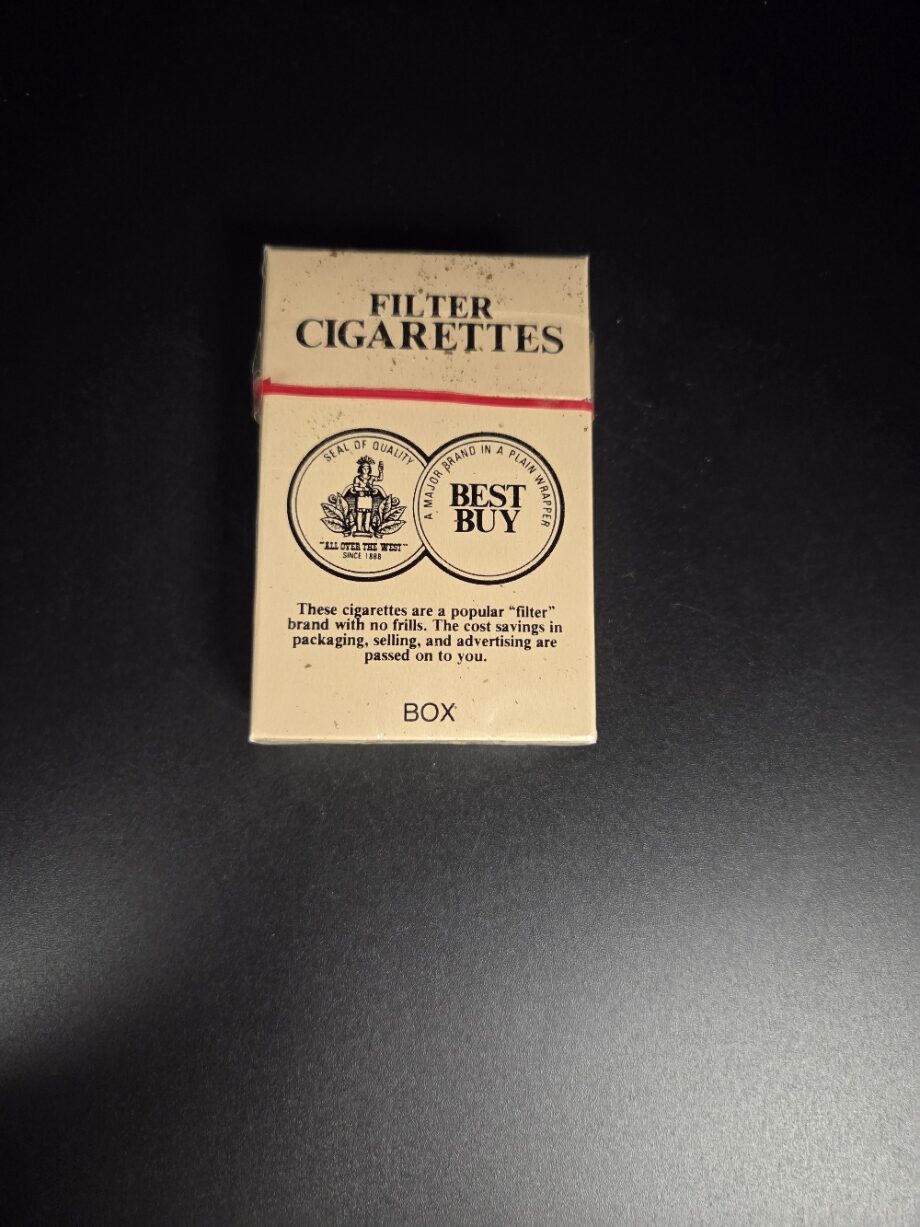 FILTER
CIGARETTES
SEAL OF QUALITY
"ALL OVER THE WEST"
SINCE 1888
A MAJOR BRAND IN A PLAIN WRAPPER
BEST
BUY
These cigarettes are a popular "filter"
brand with no frills. The cost savings in
packaging, selling, and advertising are
passed on to you.
BOX